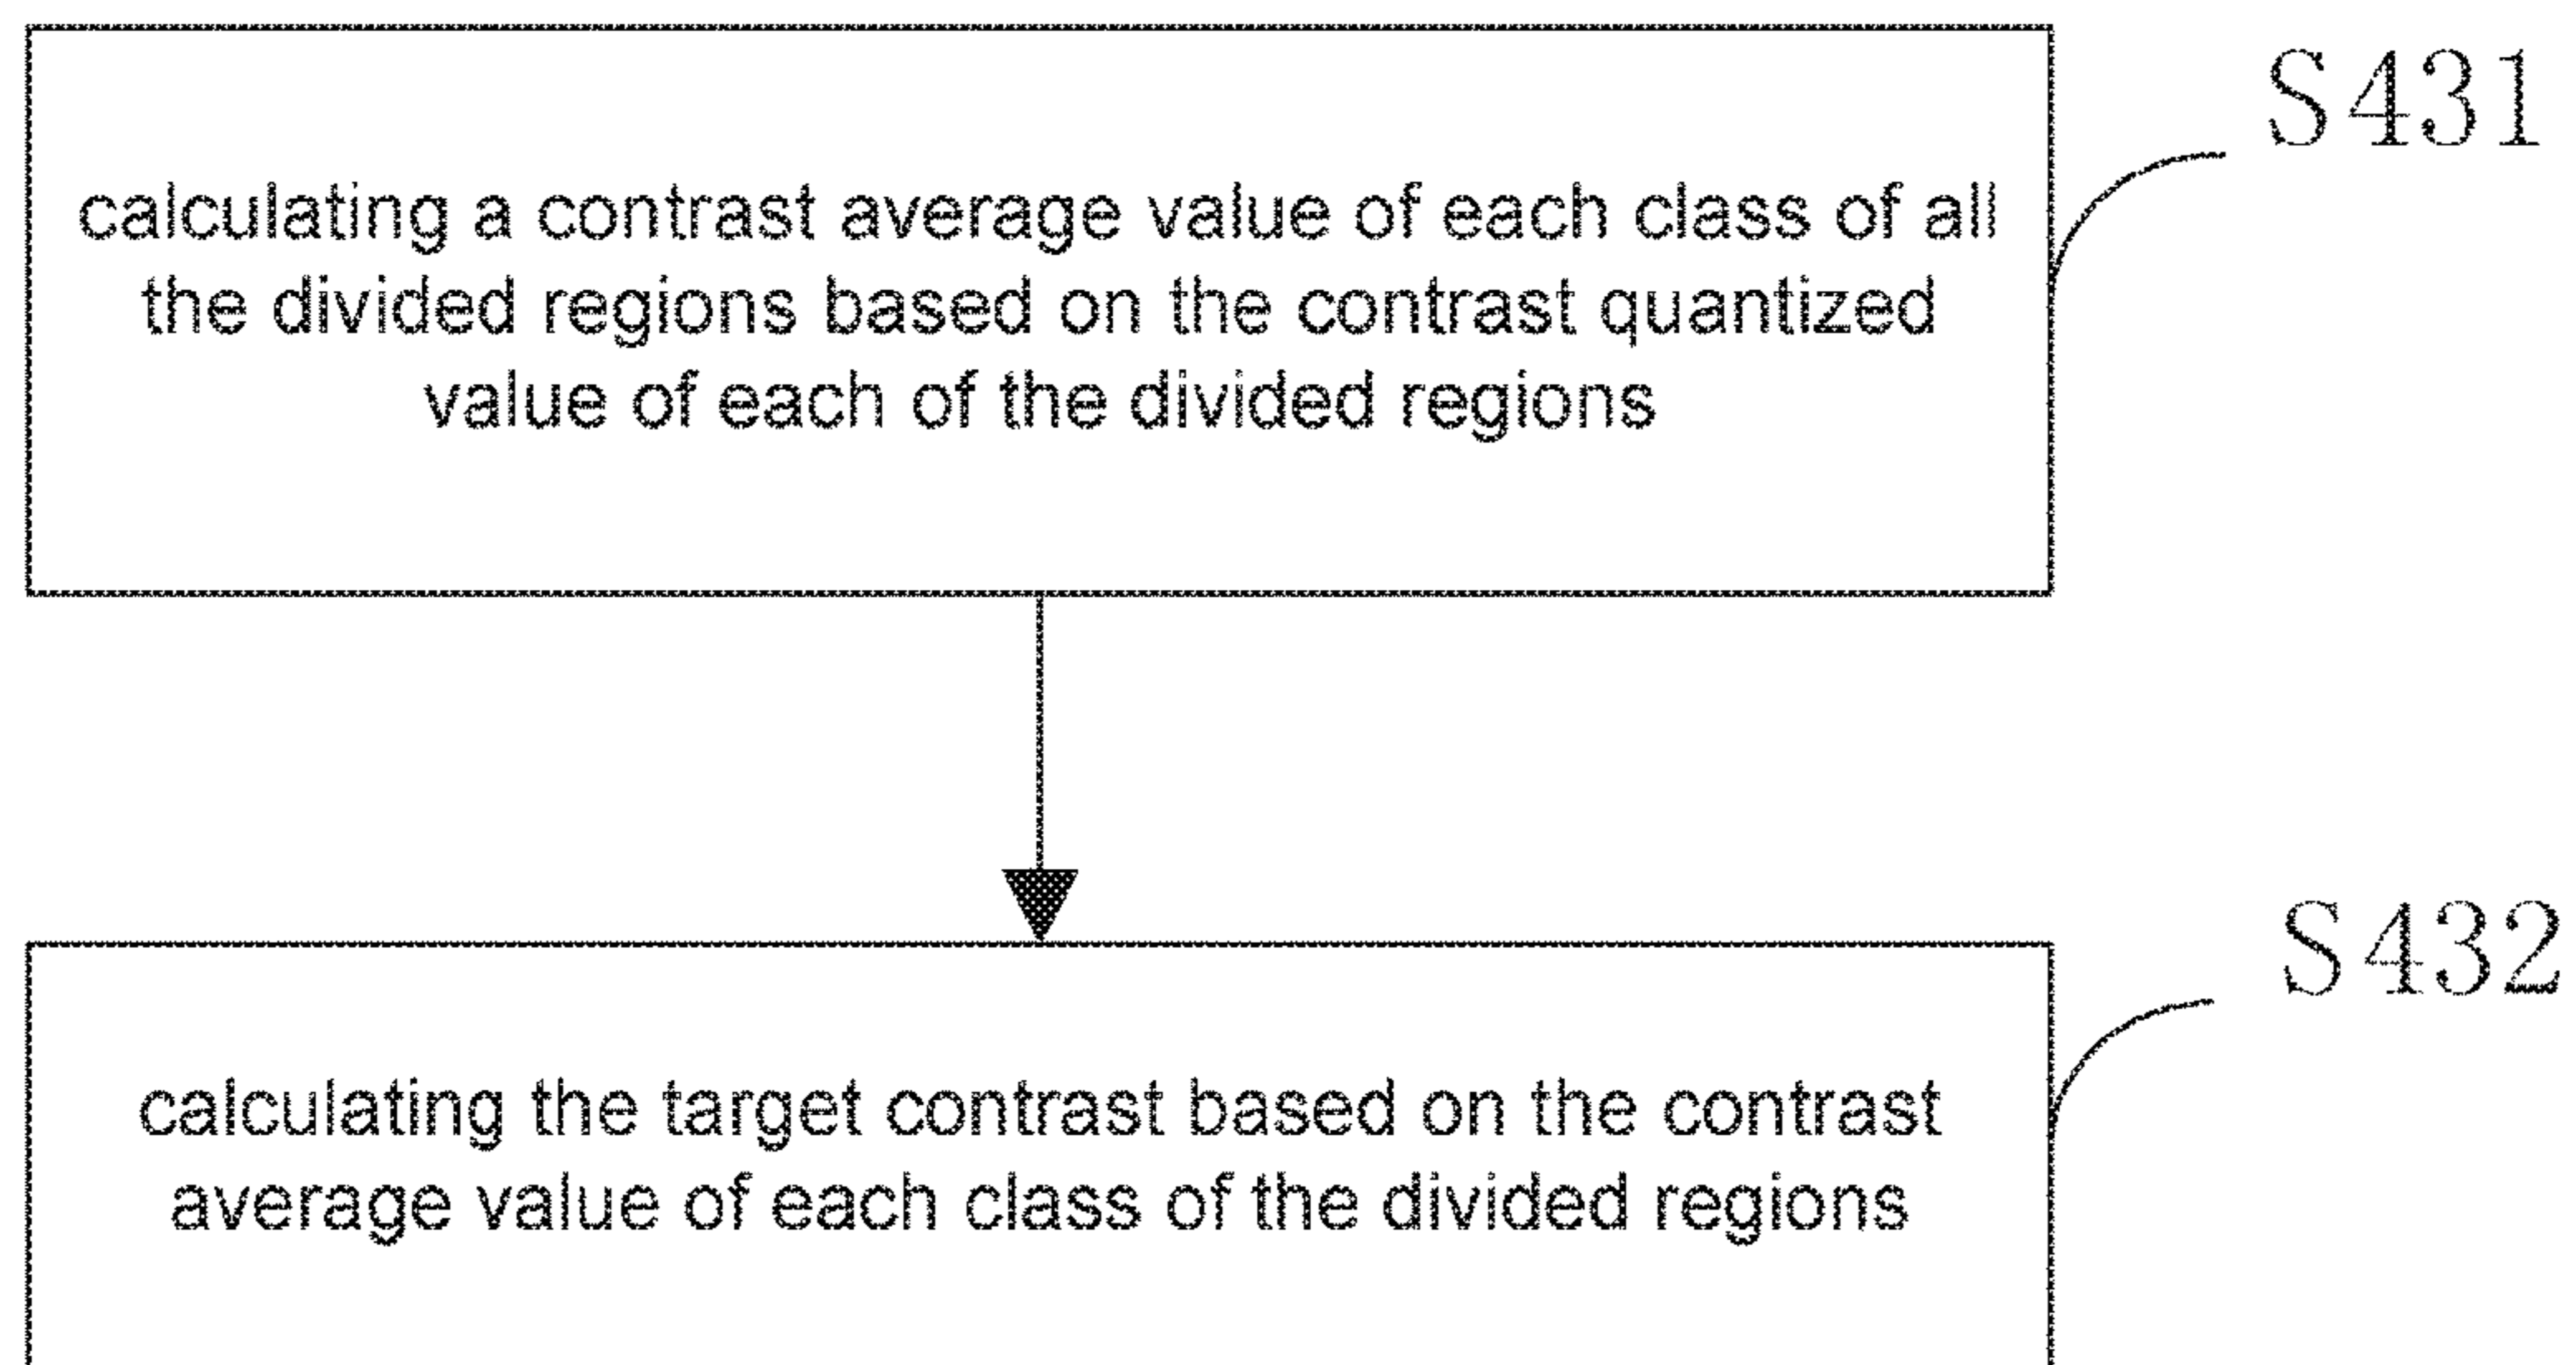 S431
calculating a contrast average value of each class of all
the divided regions based on the contrast quantized
value of each of the divided regions
S432
calculating the target contrast based on the contrast
average value of each class of the divided regions